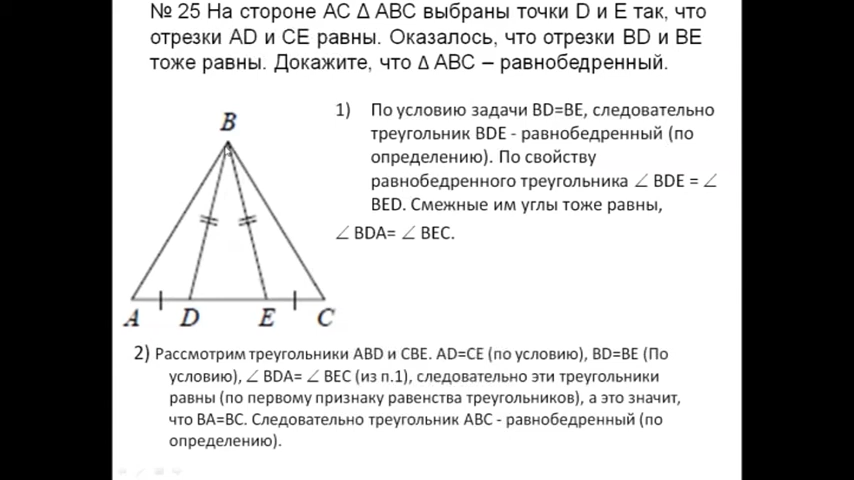 № 25 На стороне AC Δ ABC выбраны точки D и E так, что
отрезки AD и CE равны. Оказалось, что отрезки BD и BE
тоже равны. Докажите, что Δ ABC – равнобедренный.
B
A D E C
1) По условию задачи BD=BE, следовательно
треугольник BDE - равнобедренный (по
определению). По свойству
равнобедренного треугольника ∠ BDE = ∠
BED. Смежные им углы тоже равны,
∠ BDA= ∠ BEC.
2) Рассмотрим треугольники ABD и CBE. AD=CE (по условию), BD=BE (По
условию), ∠ BDA= ∠ BEC (из п.1), следовательно эти треугольники
равны (по первому признаку равенства треугольников), а это значит,
что BA=BC. Следовательно треугольник ABC - равнобедренный (по
определению).